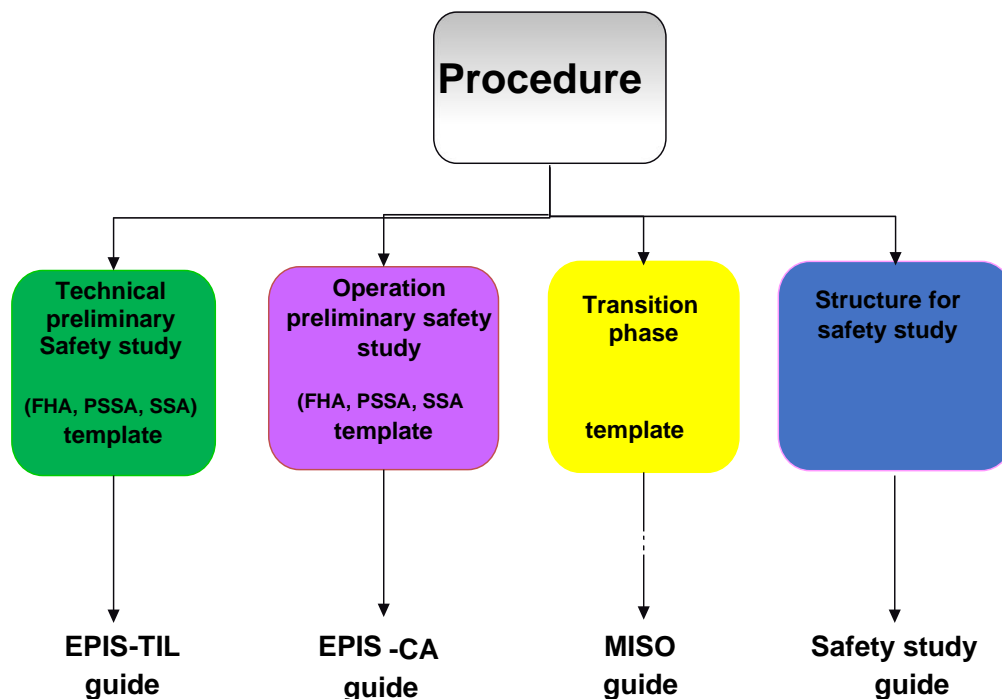 Procedure
Technical
preliminary
Safety study
(FHA, PSSA, SSA)
template
Operation
preliminary safety
study
(FHA, PSSA, SSA
template
Transition
phase
template
Structure for
safety study
EPIS-TIL
guide
EPIS -CA
guide
MISO
guide
Safety study
guide